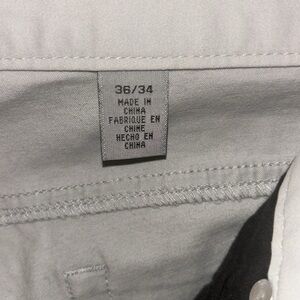 36/34
MADE IN
CHINA
FABRIQUE EN
CHINE
HECHO EN
CHINA